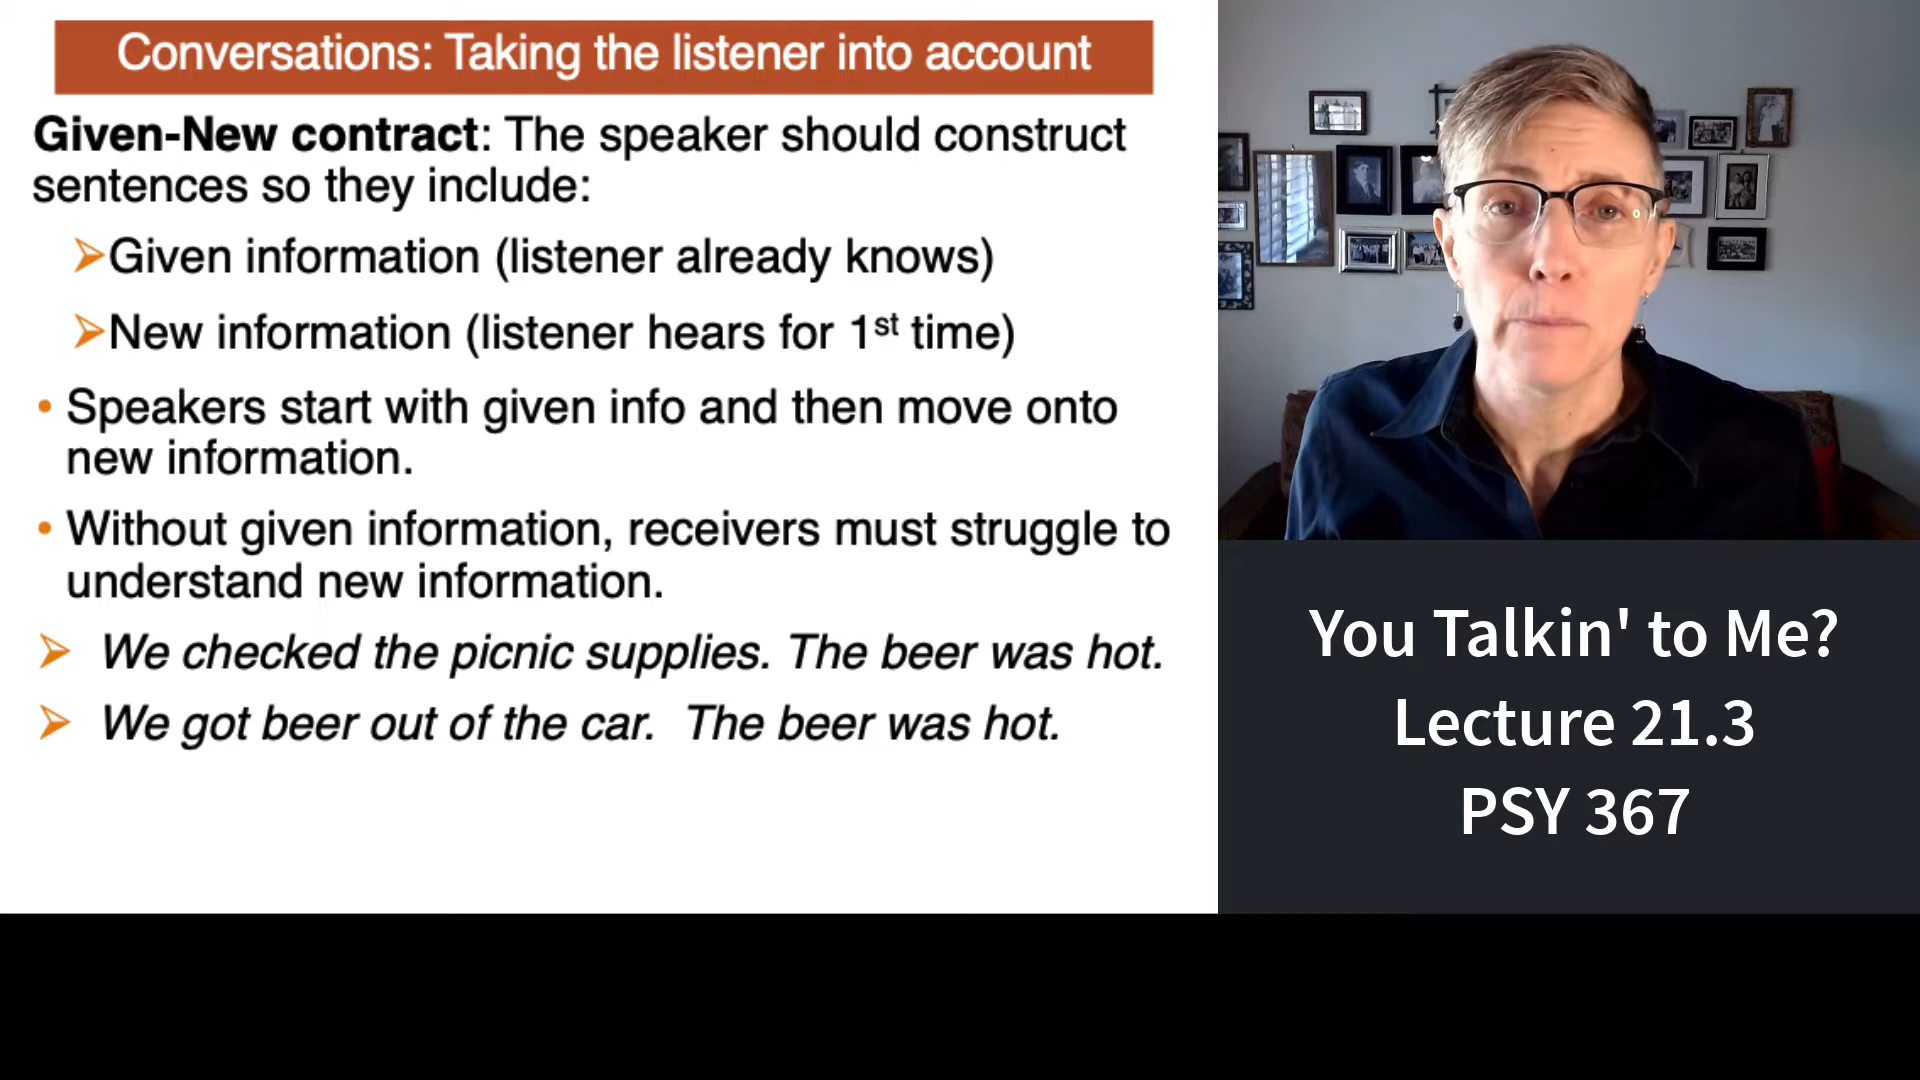 Conversations: Taking the listener into account
Given-New contract: The speaker should construct
sentences so they include:
➢Given information (listener already knows)
➢New information (listener hears for 1st time)
• Speakers start with given info and then move onto
new information.
• Without given information, receivers must struggle to
understand new information.
➢ We checked the picnic supplies. The beer was hot.
➢ We got beer out of the car.  The beer was hot.
You Talkin' to Me?
Lecture 21.3
PSY 367